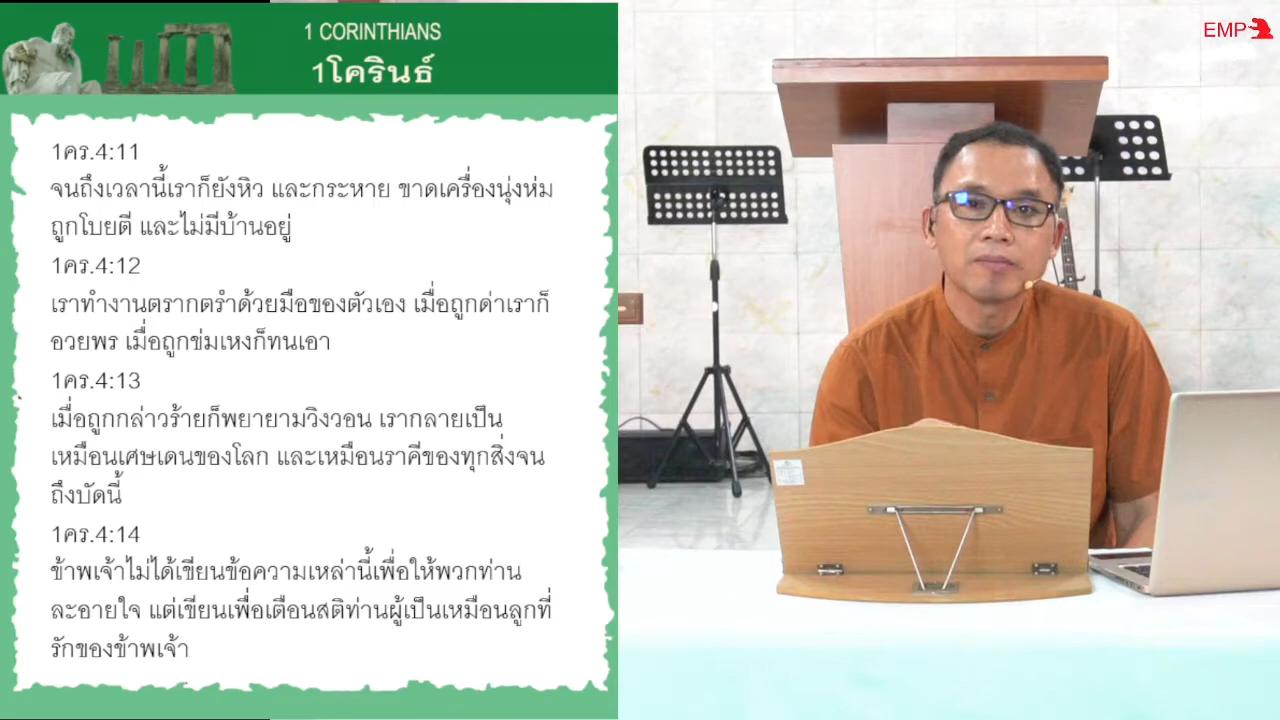 1 CORINTHIANS
1โครินธ์
1คร.4:11
จนถึงเวลานี้เราก็ยังหิว และกระหาย ขาดเครื่องนุ่งห่ม
ถูกโบยตี และไม่มีบ้านอยู่
1คร.4:12
เราทำงานตรากตรำด้วยมือของตัวเอง เมื่อถูกด่าเราก็
อวยพร เมื่อถูกข่มเหงก็ทนเอา
1คร.4:13
เมื่อถูกกล่าวร้ายก็พยายามวิงวอน เรากลายเป็น
เหมือนเศษเดนของโลก และเหมือนราคีของทุกสิ่งจน
ถึงบัดนี้
1คร.4:14
ข้าพเจ้าไม่ได้เขียนข้อความเหล่านี้เพื่อให้พวกท่าน
ละอายใจ แต่เขียนเพื่อเตือนสติท่านผู้เป็นเหมือนลูกที่
รักของข้าพเจ้า
EMP